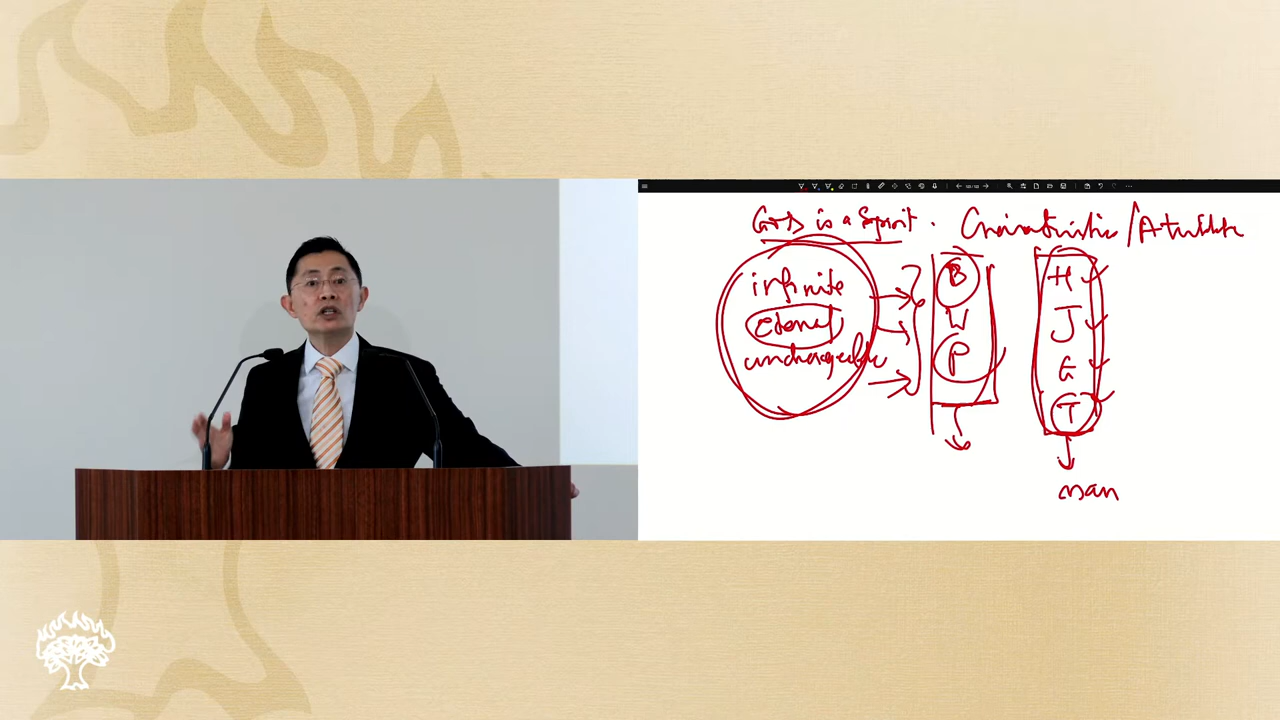 God is a Spirit. Characteristic/Attribute
infinite
eternal
unchangeable
B
W
P
H
J
G
T
man